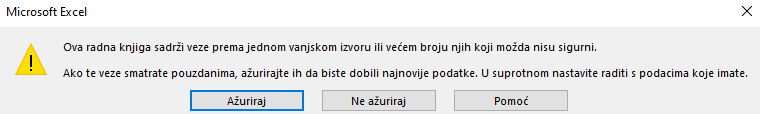 Microsoft Excel
Ova radna knjiga sadrži veze prema jednom vanjskom izvoru ili većem broju njih koji možda nisu sigurni.
Ako te veze smatrate pouzdanima, ažurirajte ih da biste dobili najnovije podatke. U suprotnom nastavite raditi s podacima koje imate.
Ažuriraj Ne ažuriraj Pomoć